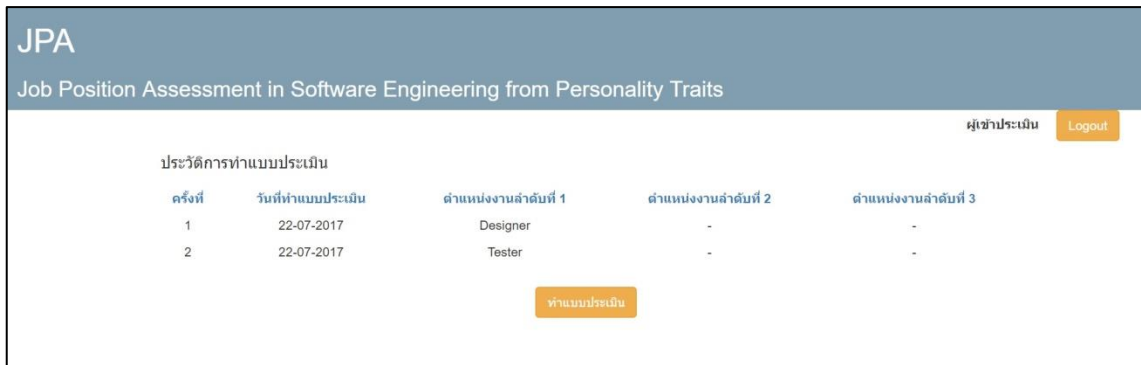 JPA
Job Position Assessment in Software Engineering from Personality Traits
ผู้เข้าประเมิน Logout
ประวัติการทำแบบประเมิน
ครั้งที่ วันที่ทำแบบประเมิน ตำแหน่งงานลำดับที่ 1 ตำแหน่งงานลำดับที่ 2 ตำแหน่งงานลำดับที่ 3
1 22-07-2017 Designer - -
2 22-07-2017 Tester - -
ทำแบบประเมิน